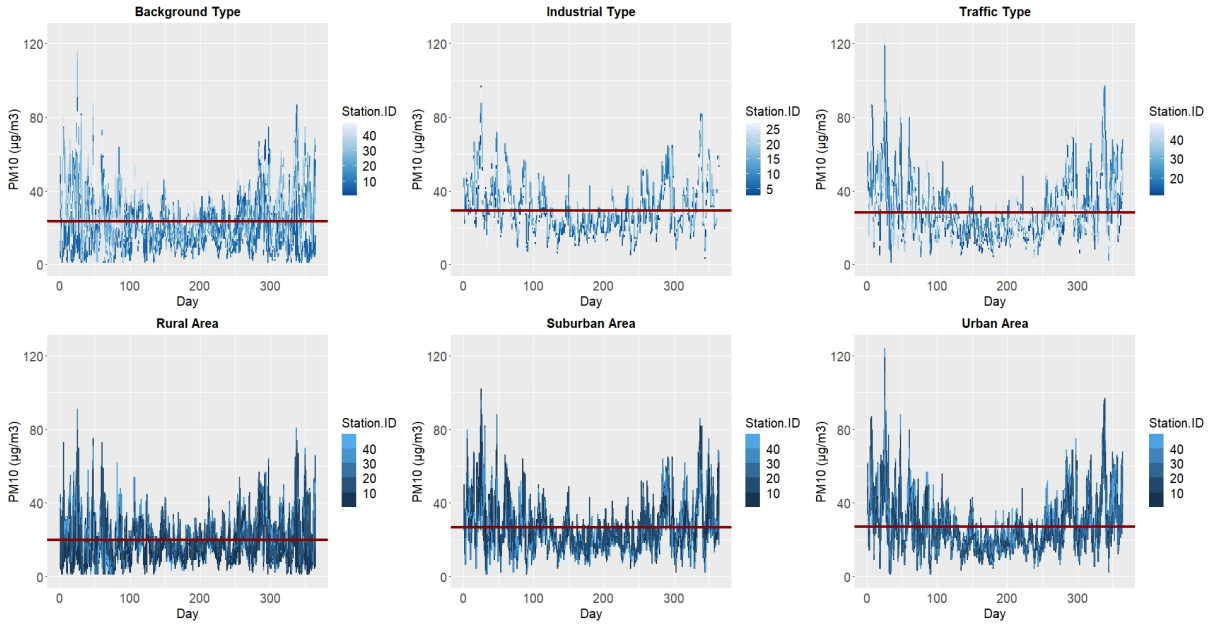 Background Type
PM10 (µg/m3)
120
80
40
0
0 100 200 300
Day
Station.ID
40
30
20
10
Industrial Type
PM10 (µg/m3)
120
80
40
0
0 100 200 300
Day
Station.ID
25
20
15
10
5
Traffic Type
PM10 (µg/m3)
120
80
40
0
0 100 200 300
Day
Station.ID
40
30
20
Rural Area
PM10 (µg/m3)
120
80
40
0
0 100 200 300
Day
Station.ID
40
30
20
10
Suburban Area
PM10 (µg/m3)
120
80
40
0
0 100 200 300
Day
Station.ID
40
30
20
10
Urban Area
PM10 (µg/m3)
120
80
40
0
0 100 200 300
Day
Station.ID
40
30
20
10